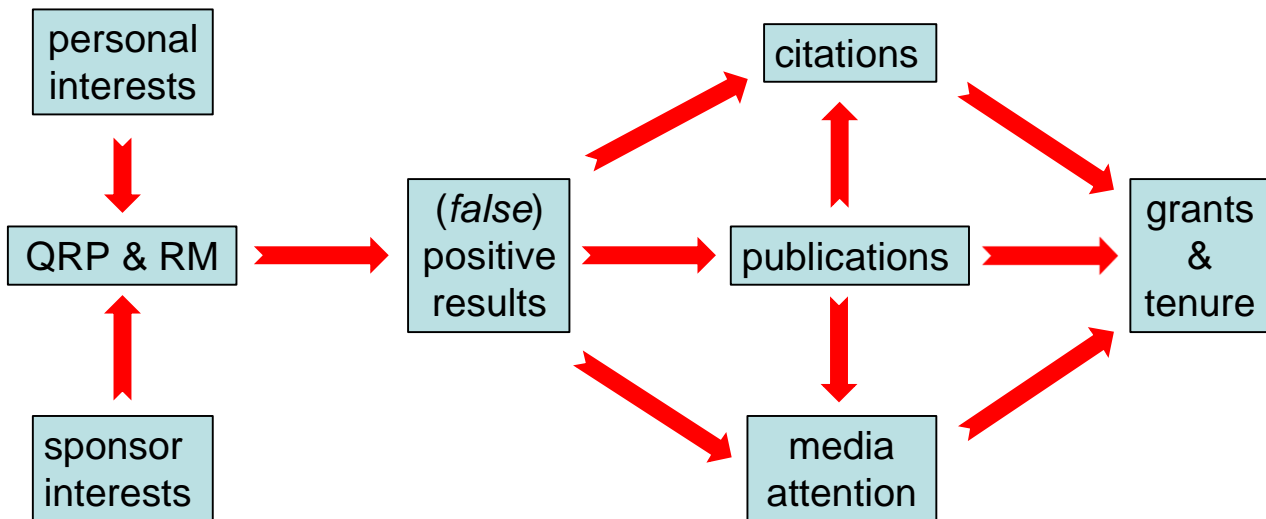 personal
interests
QRP & RM
sponsor
interests
(false)
positive
results
citations
publications
media
attention
grants
&
tenure